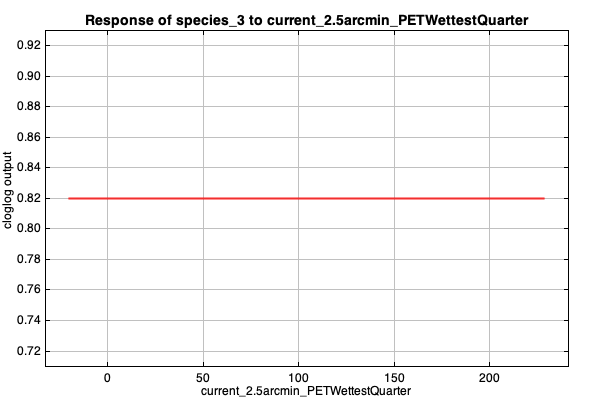 Response of species_3 to current_2.5arcmin_PETWettestQuarter
0.92
0.90
0.88
0.86
0.84
0.82
0.80
0.78
0.76
0.74
0.72
cloglog output
0 50 100 150 200
current_2.5arcmin_PETWettestQuarter